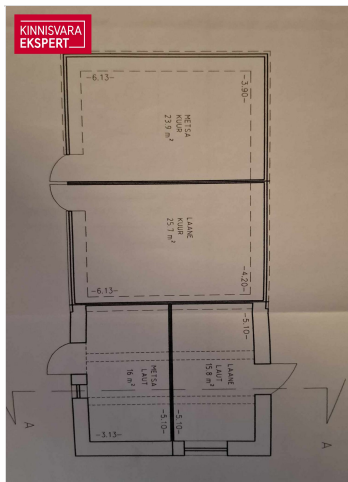 KINNISVARA
EKSPERT
-6.13-
-3.90-
METSA
KUUR
23.9 m²
LAANE
KUUR
25.7 m²
-4.20-
-6.13-
-5.10-
METSA
LAUT
16 m²
LAANE
LAUT
15.8 m²
-5.10-
-5.10-
-3.13-
A
A